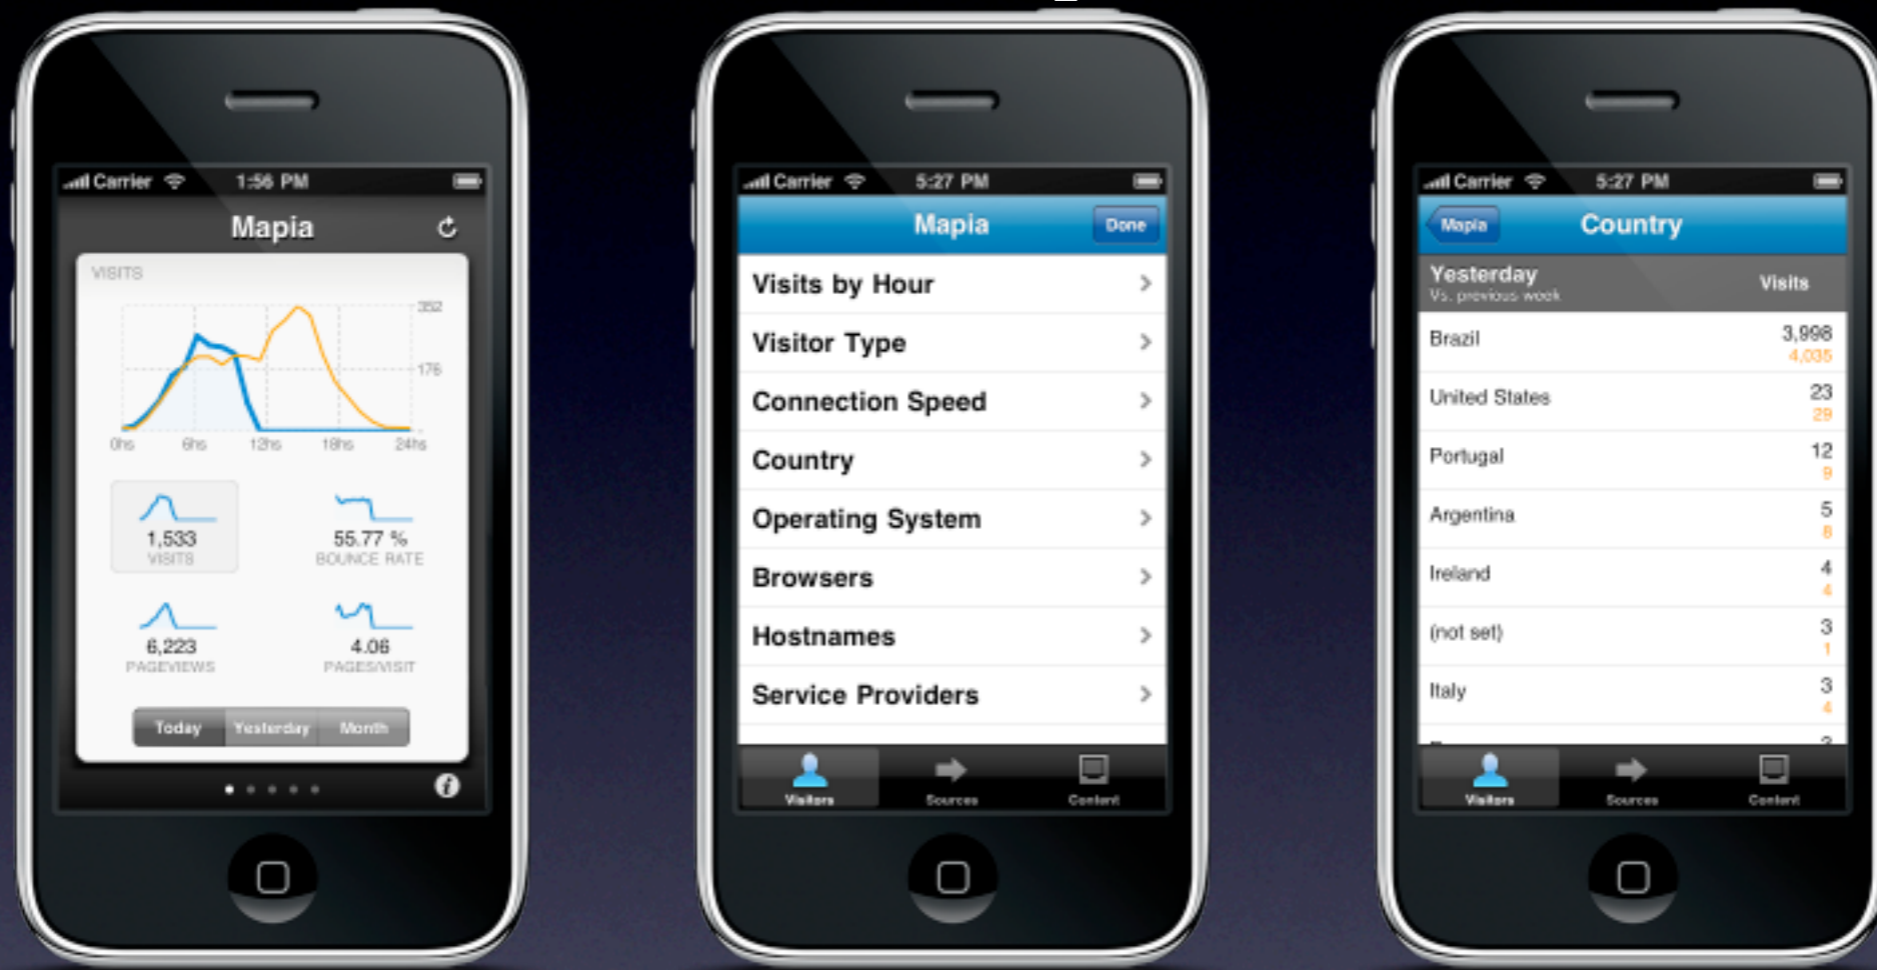 Carrier 1:56 PM
Mapia
VISITS
352
176
0hs 6hs 12hs 18hs 24hs
1,533
VISITS
55.77 %
BOUNCE RATE
6,223
PAGEVIEWS
4.06
PAGES/VISIT
Today Yesterday Month
Carrier 5:27 PM
Mapia Done
Visits by Hour
Visitor Type
Connection Speed
Country
Operating System
Browsers
Hostnames
Service Providers
Visitors Sources Content
Carrier 5:27 PM
Mapia Country
Yesterday Visits
Vs. previous week
Brazil 3,998
4,035
United States 23
29
Portugal 12
9
Argentina 5
8
Ireland 4
4
(not set) 3
1
Italy 3
4
Visitors Sources Content